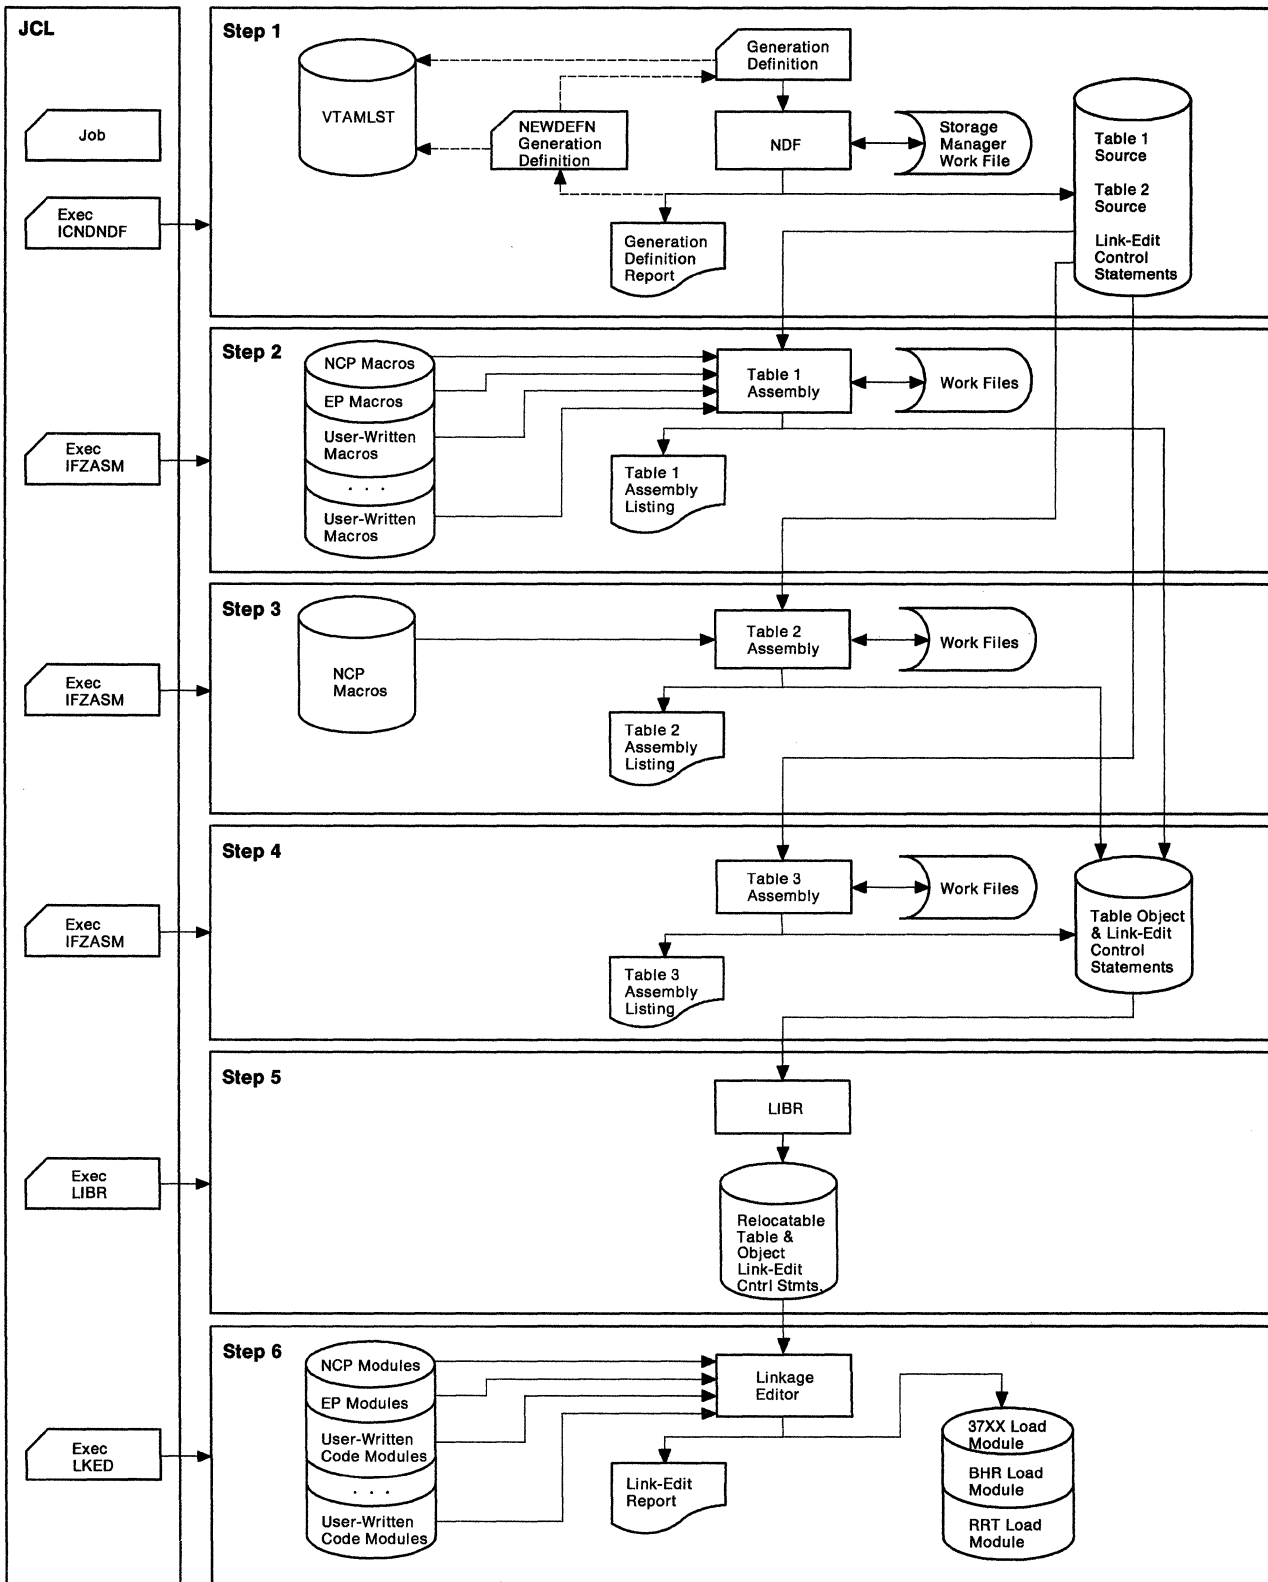 JCL
Job
Exec
ICNDNDF
Exec
IFZASM
Exec
IFZASM
Exec
IFZASM
Exec
LIBR
Exec
LKED
Step 1
VTAMLST
Generation
Definition
NEWDEFN
Generation
Definition
NDF
Storage
Manager
Work File
Table 1
Source
Table 2
Source
Link-Edit
Control
Statements
Generation
Definition
Report
Step 2
NCP Macros
EP Macros
User-Written
Macros
. . .
User-Written
Macros
Table 1
Assembly
Work Files
Table 1
Assembly
Listing
Step 3
NCP
Macros
Table 2
Assembly
Work Files
Table 2
Assembly
Listing
Step 4
Table 3
Assembly
Work Files
Table Object
& Link-Edit
Control
Statements
Table 3
Assembly
Listing
Step 5
LIBR
Relocatable
Table &
Object
Link-Edit
Cntrl Stmts.
Step 6
NCP Modules
EP Modules
User-Written
Code Modules
. . .
User-Written
Code Modules
Linkage
Editor
Link-Edit
Report
37XX Load
Module
BHR Load
Module
RRT Load
Module